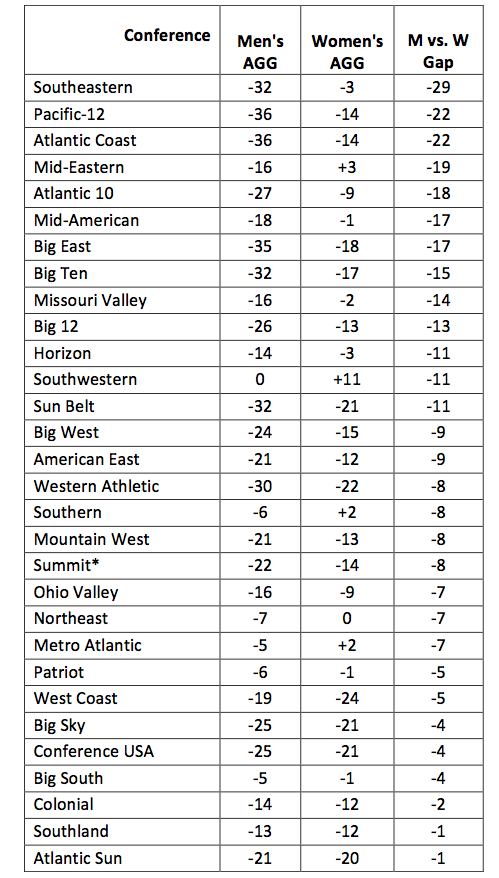 Conference Men's AGG Women's AGG M vs. W Gap
Southeastern -32 -3 -29
Pacific-12 -36 -14 -22
Atlantic Coast -36 -14 -22
Mid-Eastern -16 +3 -19
Atlantic 10 -27 -9 -18
Mid-American -18 -1 -17
Big East -35 -18 -17
Big Ten -32 -17 -15
Missouri Valley -16 -2 -14
Big 12 -26 -13 -13
Horizon -14 -3 -11
Southwestern 0 +11 -11
Sun Belt -32 -21 -11
Big West -24 -15 -9
American East -21 -12 -9
Western Athletic -30 -22 -8
Southern -6 +2 -8
Mountain West -21 -13 -8
Summit* -22 -14 -8
Ohio Valley -16 -9 -7
Northeast -7 0 -7
Metro Atlantic -5 +2 -7
Patriot -6 -1 -5
West Coast -19 -24 -5
Big Sky -25 -21 -4
Conference USA -25 -21 -4
Big South -5 -1 -4
Colonial -14 -12 -2
Southland -13 -12 -1
Atlantic Sun -21 -20 -1